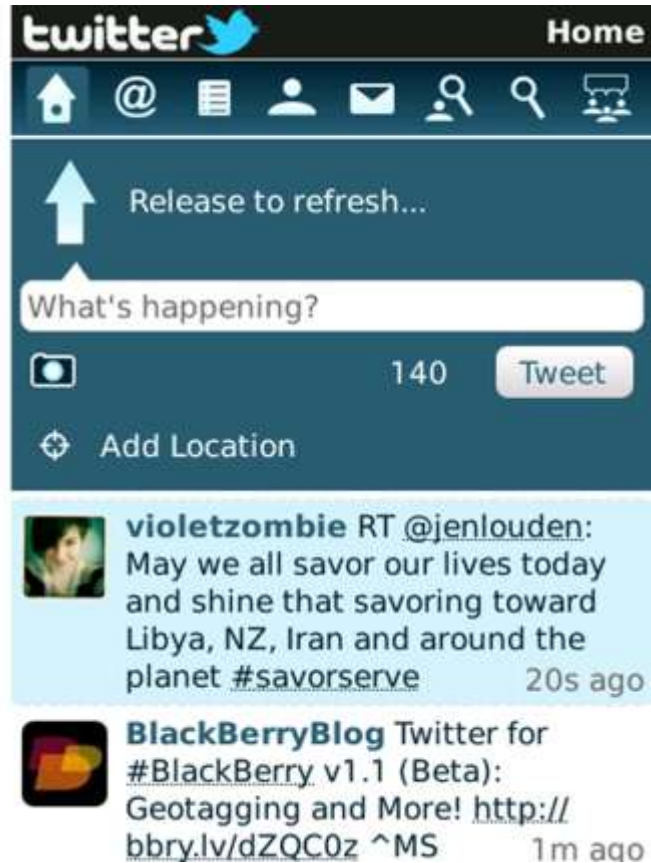 twitter Home
@
Release to refresh...
What's happening?
140 Tweet
Add Location
violetzombie RT @jenlouden:
May we all savor our lives today
and shine that savoring toward
Libya, NZ, Iran and around the
planet #savorserve 20s ago
BlackBerryBlog Twitter for
#BlackBerry v1.1 (Beta):
Geotagging and More! http://
bbry.lv/dZQC0z ^MS 1m ago